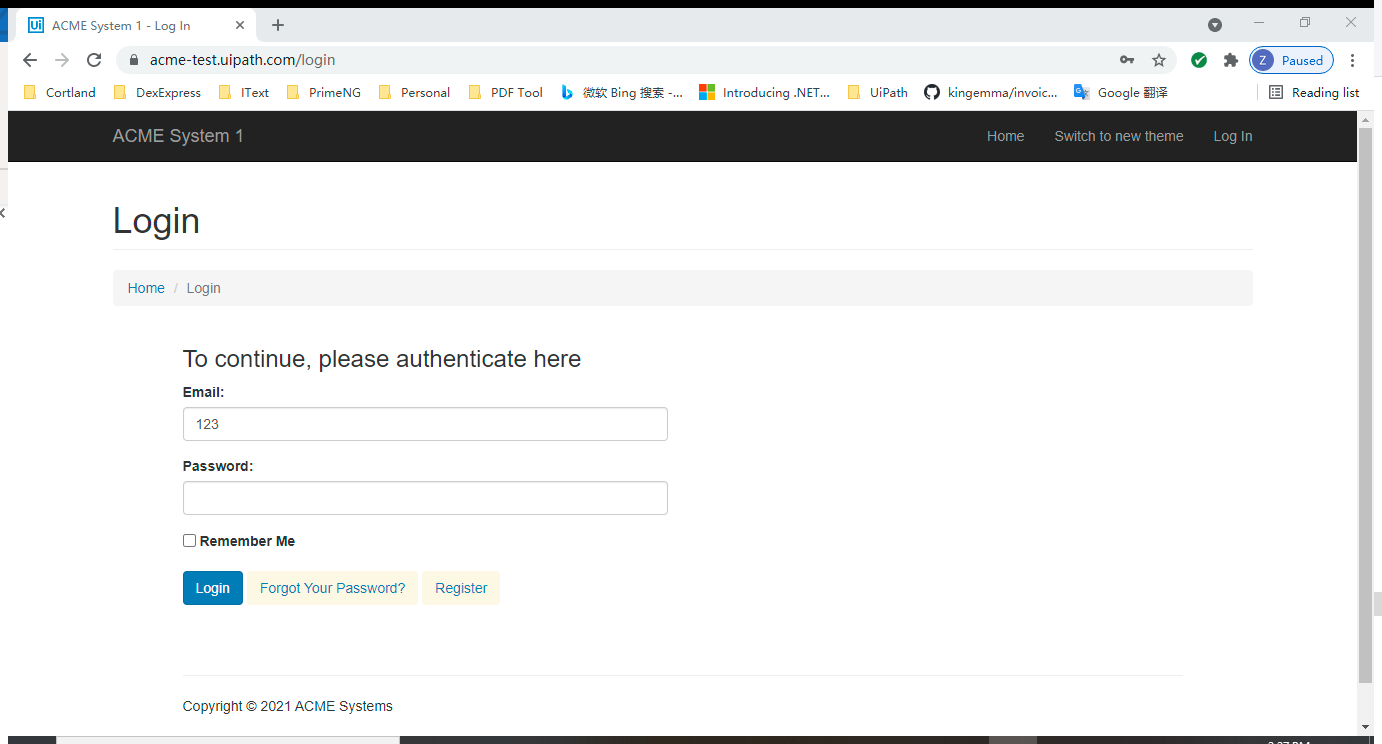 Ui ACME System 1 - Log In
acme-test.uipath.com/login Z Paused
Cortland DevExpress IText PrimeNG Personal PDF Tool 微软 Bing 搜索 -... Introducing .NET... UiPath kingemma/invoic... Google 翻译 Reading list
ACME System 1 Home Switch to new theme Log In
Login
Home / Login
To continue, please authenticate here
Email:
123
Password:
Remember Me
Login Forgot Your Password? Register
Copyright © 2021 ACME Systems